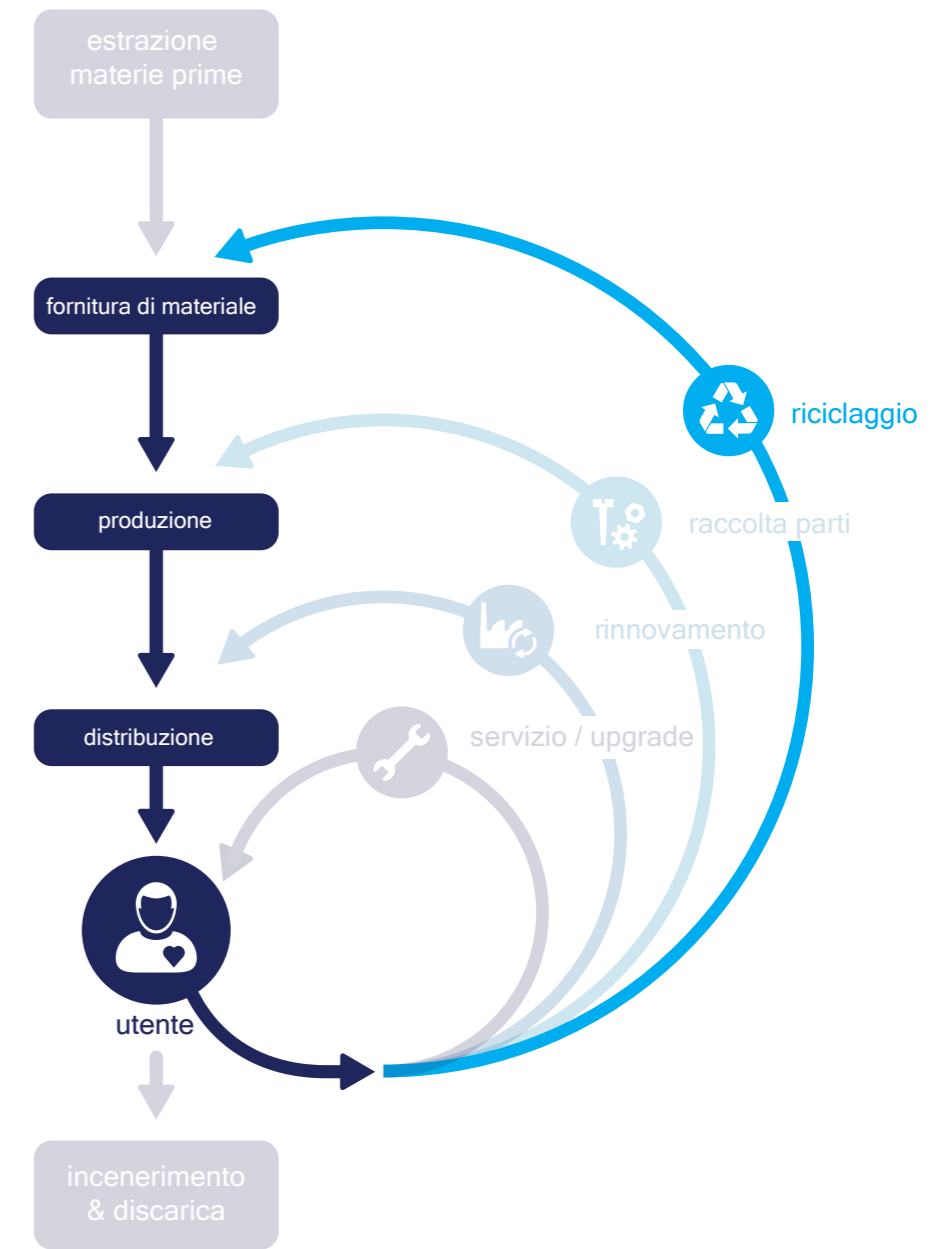 estrazione
materie prime
fornitura di materiale
riciclaggio
produzione
raccolta parti
rinnovamento
distribuzione
servizio / upgrade
utente
incenerimento
& discarica